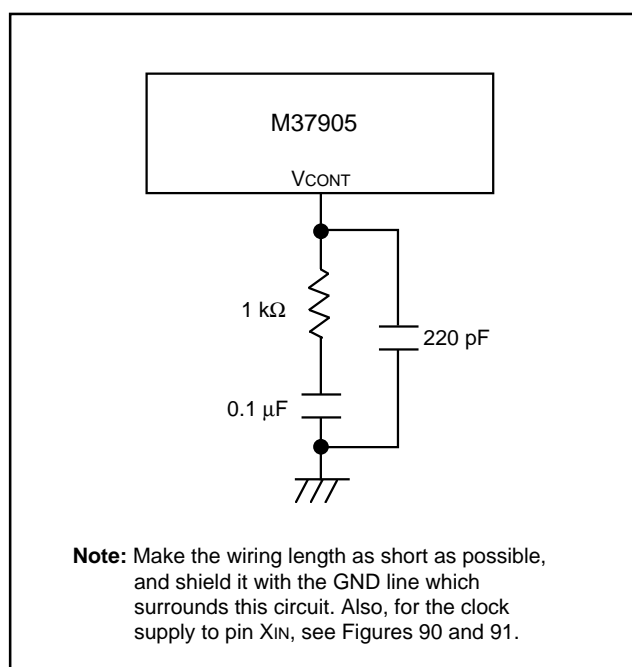 M37905
VCONT
1 kΩ
220 pF
0.1 µF
Note: Make the wiring length as short as possible,
and shield it with the GND line which
surrounds this circuit. Also, for the clock
supply to pin XIN, see Figures 90 and 91.